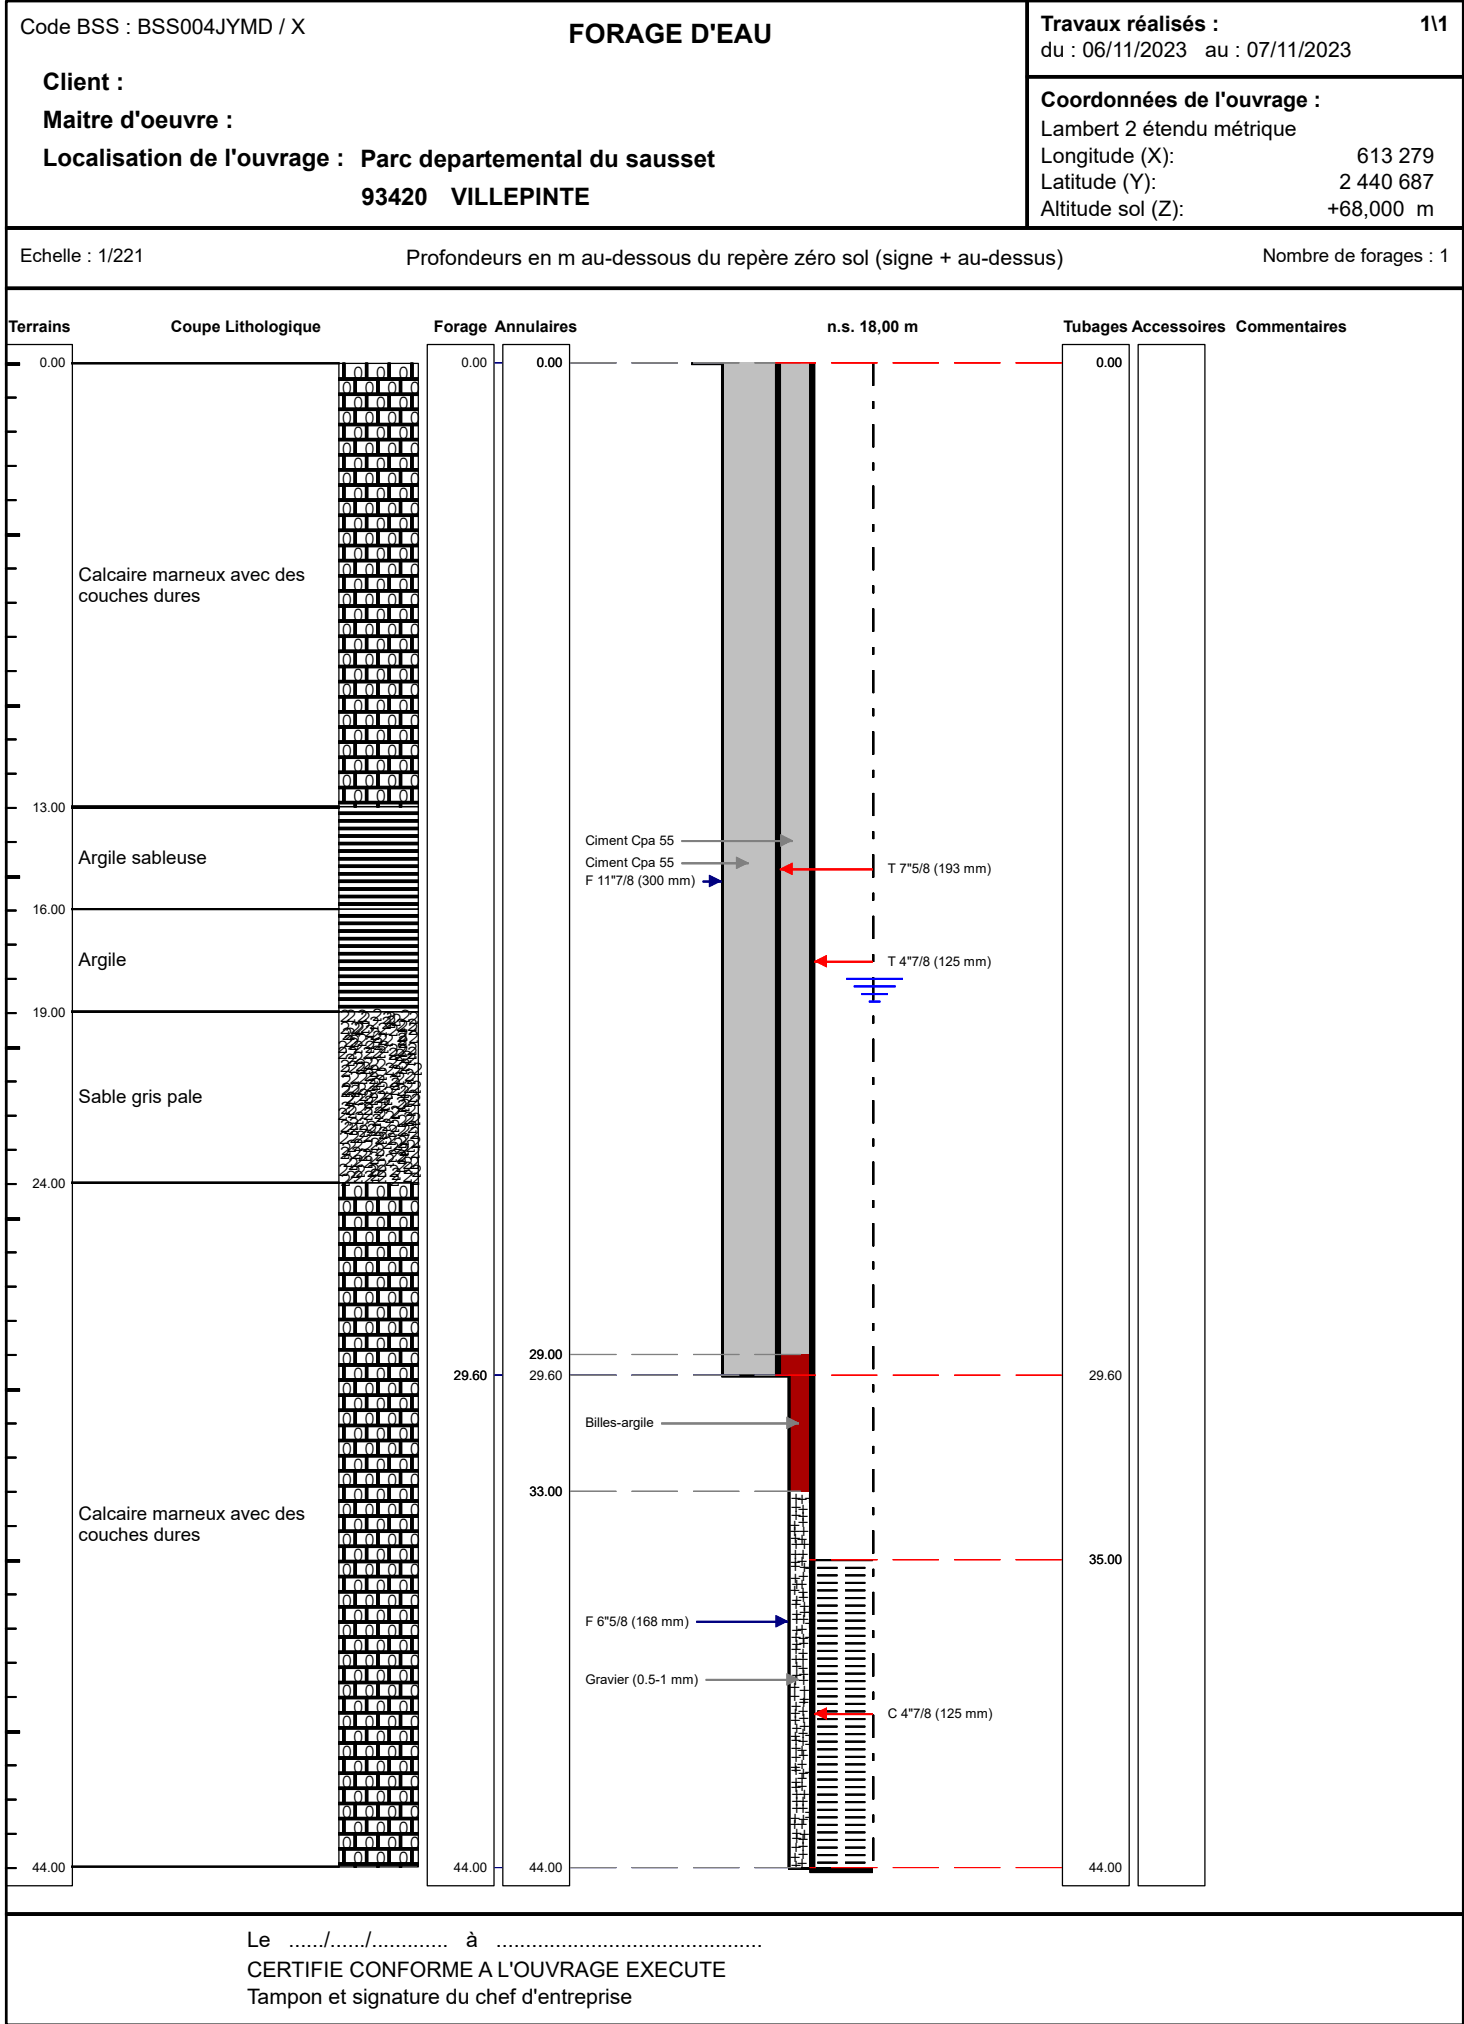 Code BSS : BSS004JYMD / X
FORAGE D'EAU
Travaux réalisés : 1\1
du : 06/11/2023 au : 07/11/2023
Client :
Maitre d'oeuvre :
Localisation de l'ouvrage : Parc departemental du sausset
93420 VILLEPINTE
Coordonnées de l'ouvrage :
Lambert 2 étendu métrique
Longitude (X): 613 279
Latitude (Y): 2 440 687
Altitude sol (Z): +68,000 m
Echelle : 1/221
Profondeurs en m au-dessous du repère zéro sol (signe + au-dessus)
Nombre de forages : 1
Terrains Coupe Lithologique Forage Annulaires n.s. 18,00 m Tubages Accessoires Commentaires
0.00 0.00 0.00 0.00
Calcaire marneux avec des
couches dures
13.00
Ciment Cpa 55
Argile sableuse
Ciment Cpa 55
T 7"5/8 (193 mm)
F 11"7/8 (300 mm)
16.00
Argile
T 4"7/8 (125 mm)
19.00
Sable gris pale
24.00
29.00
29.60 29.60 29.60
Billes-argile
33.00
Calcaire marneux avec des
couches dures
35.00
F 6"5/8 (168 mm)
Gravier (0.5-1 mm)
C 4"7/8 (125 mm)
44.00 44.00 44.00 44.00
Le ....../....../............. à .............................................
CERTIFIE CONFORME A L'OUVRAGE EXECUTE
Tampon et signature du chef d'entreprise